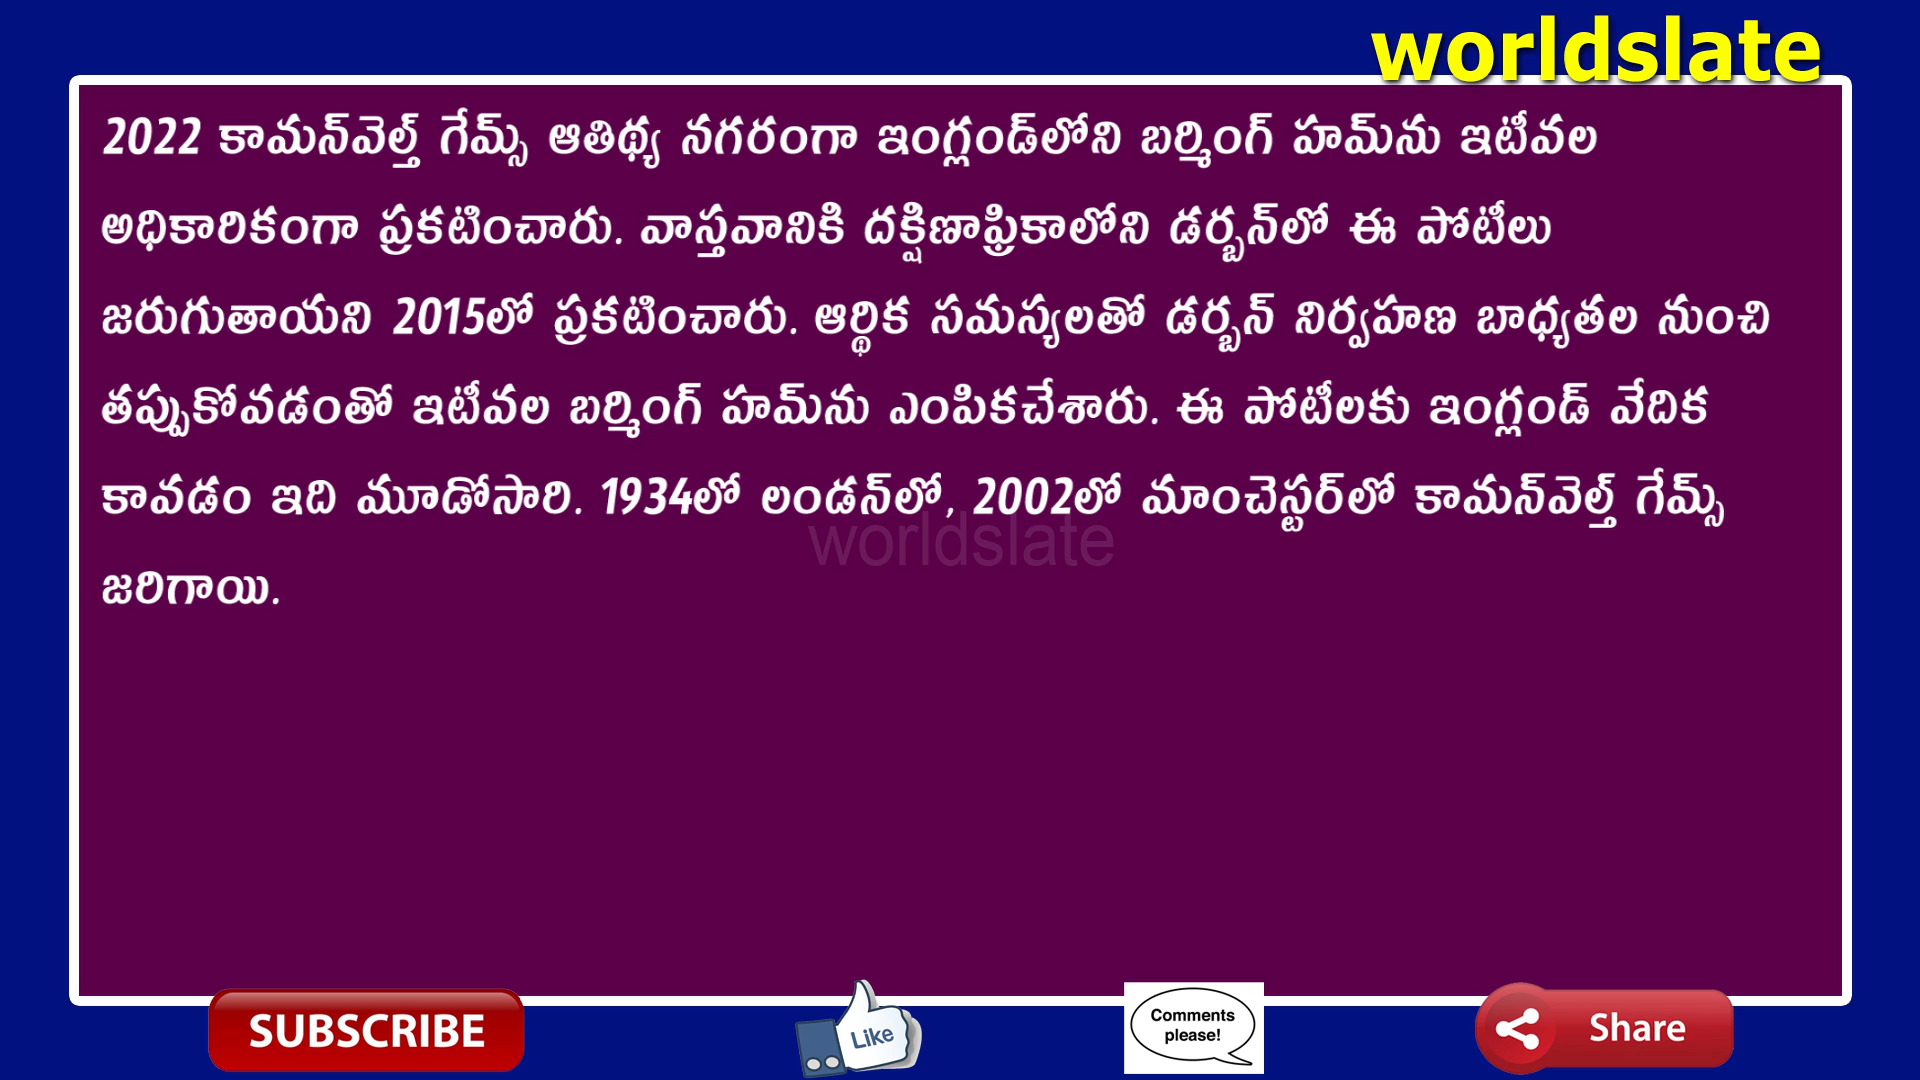 worldslate
2022 కామన్‌వెల్త్ గేమ్స్ ఆతిథ్య నగరంగా ఇంగ్లండ్‌లోని బర్మింగ్ హమ్‌ను ఇటీవల
అధికారికంగా ప్రకటించారు. వాస్తవానికి దక్షిణాఫ్రికాలోని డర్బన్‌లో ఈ పోటీలు
జరుగుతాయని 2015లో ప్రకటించారు. ఆర్థిక సమస్యలతో డర్బన్ నిర్వహణ బాధ్యతల నుంచి
తప్పుకోవడంతో ఇటీవల బర్మింగ్ హమ్‌ను ఎంపికచేశారు. ఈ పోటీలకు ఇంగ్లండ్ వేదిక
కావడం ఇది మూడోసారి. 1934లో లండన్‌లో, 2002లో మాంచెస్టర్‌లో కామన్‌వెల్త్ గేమ్స్
worldslate
జరిగాయి.
SUBSCRIBE
Like
Comments
please!
Share